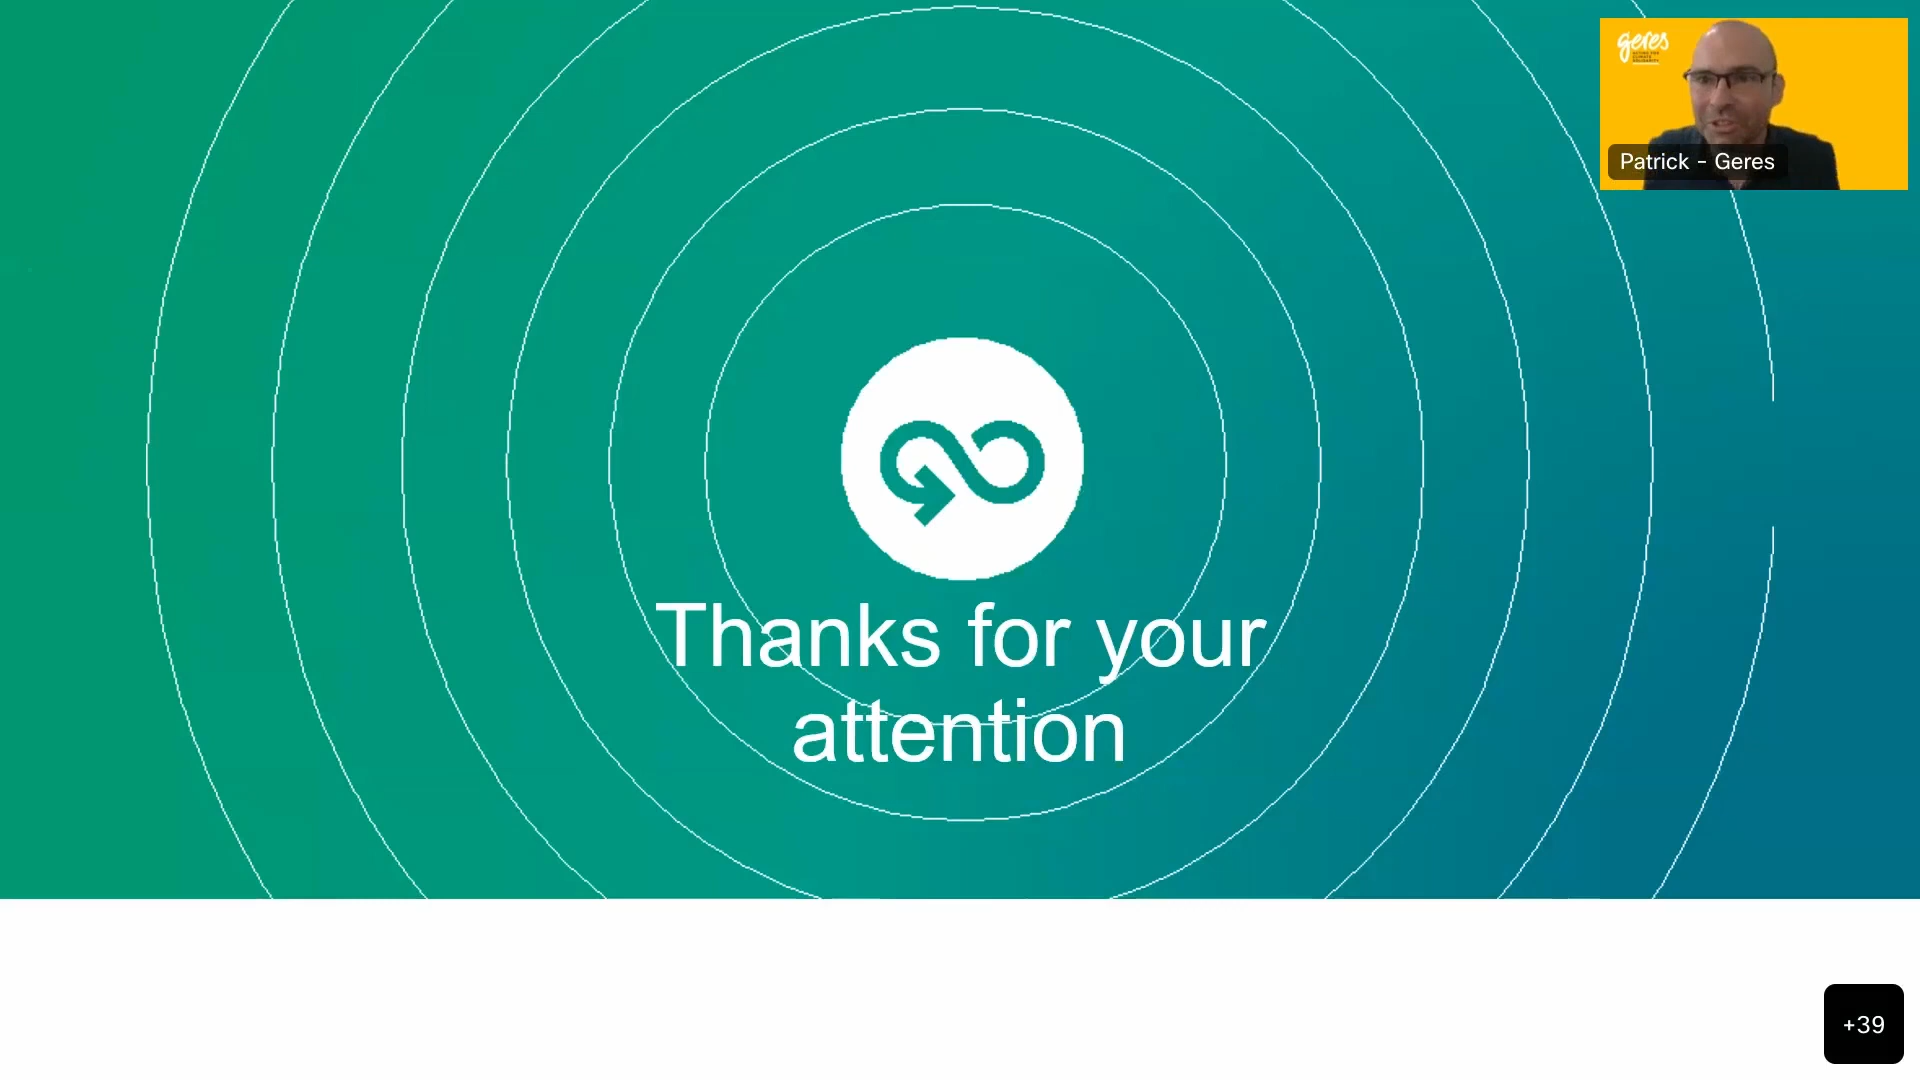 geres
Patrick - Geres
Thanks for your
attention
+39